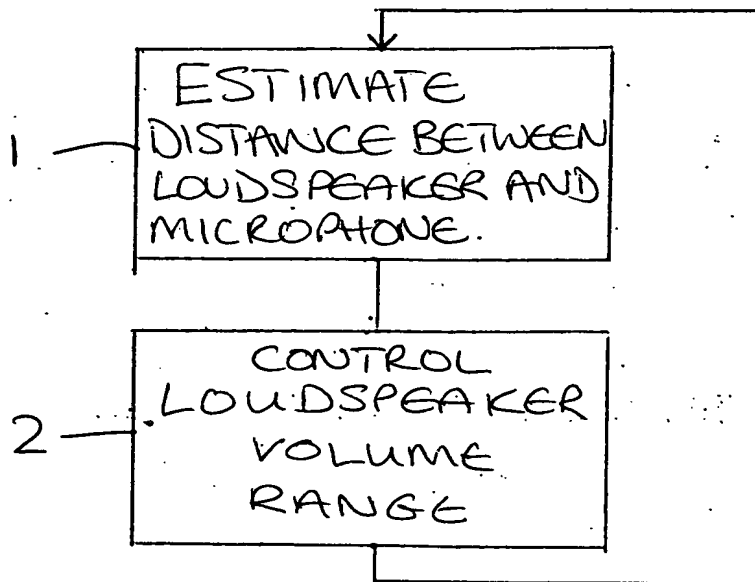 1
ESTIMATE
DISTANCE BETWEEN
LOUDSPEAKER AND
MICROPHONE.
2
CONTROL
LOUDSPEAKER
VOLUME
RANGE